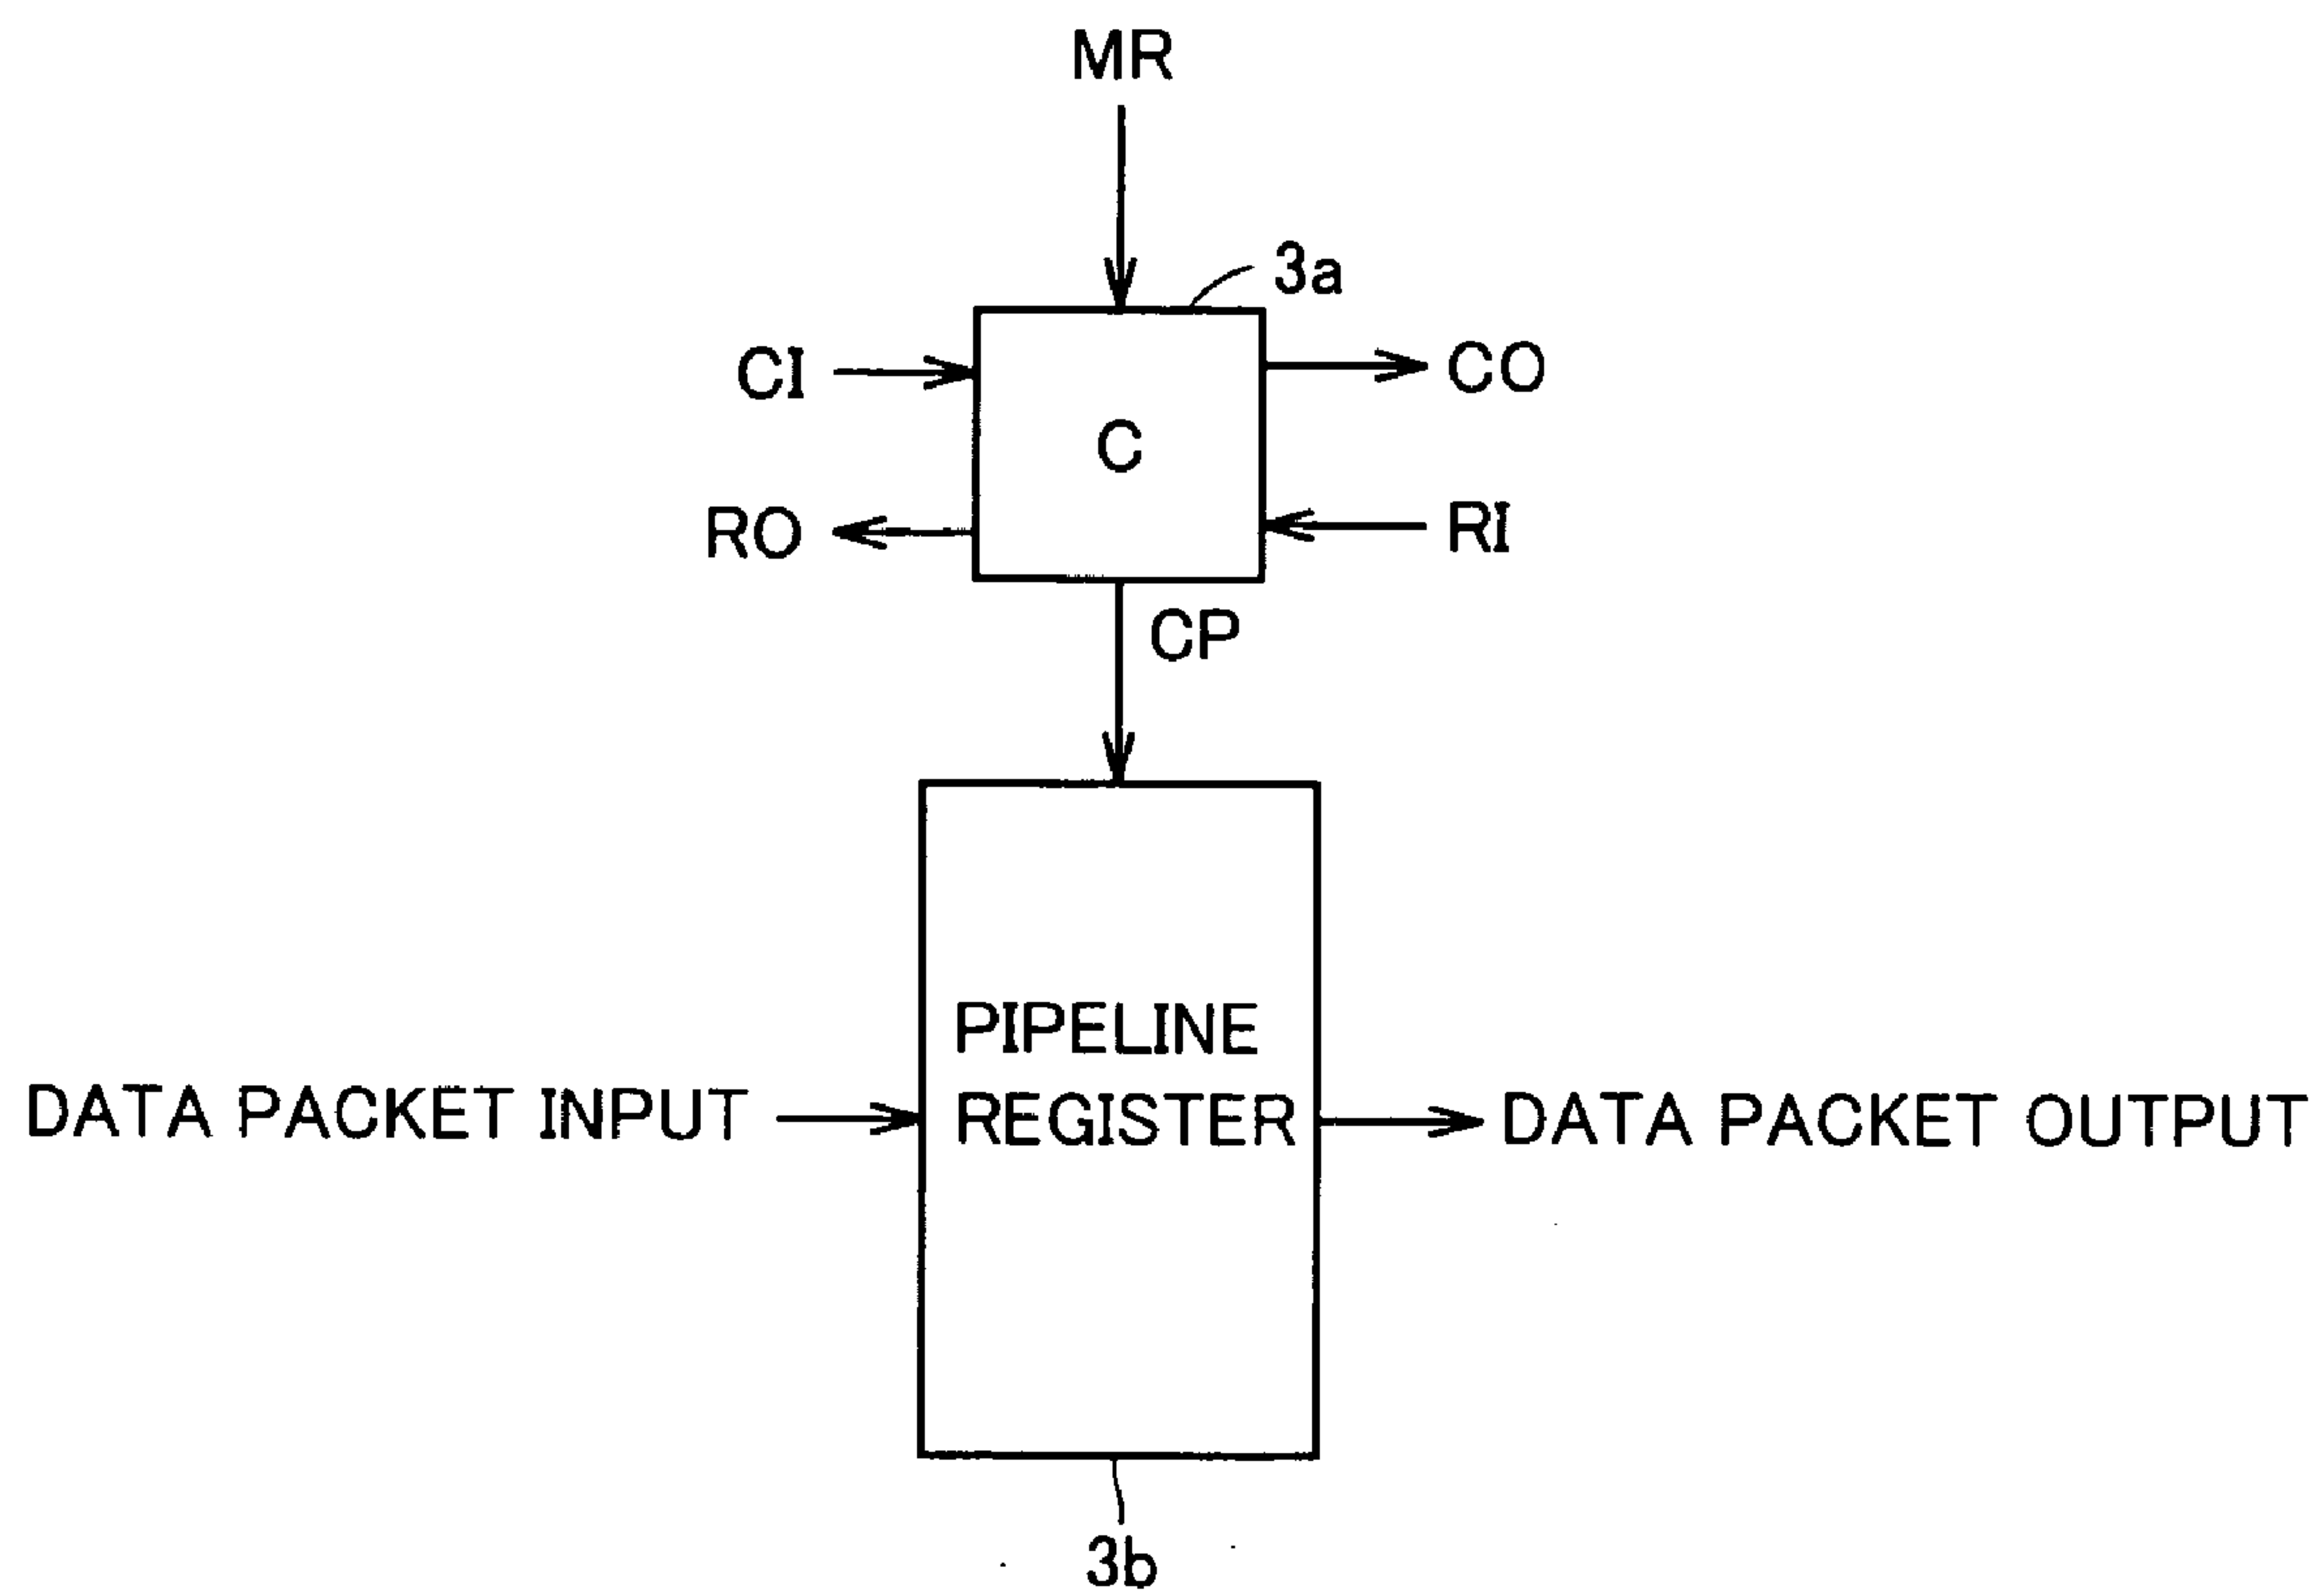 MR
3a
CI
CO
C
RO
RI
CP
PIPELINE
REGISTER
DATA PACKET INPUT
DATA PACKET OUTPUT
3b